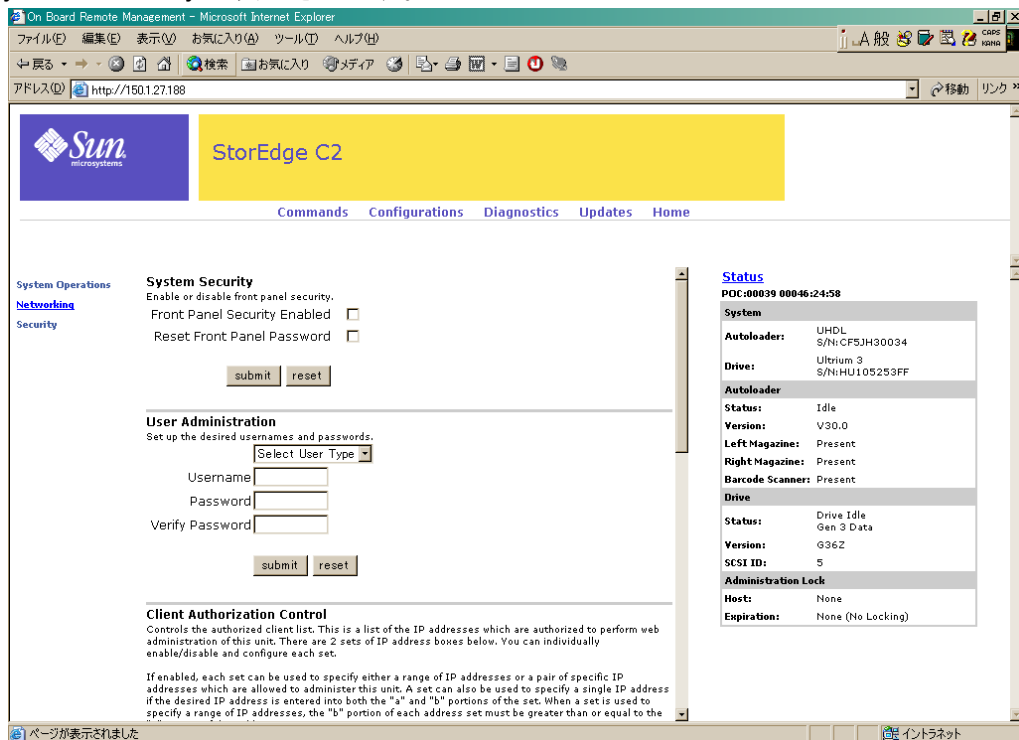 On Board Remote Management - Microsoft Internet Explorer
ファイル(F) 編集(E) 表示(V) お気に入り(A) ツール(T) ヘルプ(H)
A 般 CAPS KANA
戻る 検索 お気に入り メディア
アドレス(D) http://150.1.27.188 移動 リンク »
Sun microsystems
StorEdge C2
Commands Configurations Diagnostics Updates Home
System Operations
Networking
Security
System Security
Enable or disable front panel security.
Front Panel Security Enabled
Reset Front Panel Password
submit reset
User Administration
Set up the desired usernames and passwords.
Select User Type
Username
Password
Verify Password
submit reset
Client Authorization Control
Controls the authorized client list. This is a list of the IP addresses which are authorized to perform web
administration of this unit. There are 2 sets of IP address boxes below. You can individually
enable/disable and configure each set.
If enabled, each set can be used to specify either a range of IP addresses or a pair of specific IP
addresses which are allowed to administer this unit. A set can also be used to specify a single IP address
if the desired IP address is entered into both the "a" and "b" portions of the set. When a set is used to
specify a range of IP addresses, the "b" portion of each address set must be greater than or equal to the
Status
POC:00039 00046:24:58
System
Autoloader: UHDL
S/N:CF5JH30034
Drive: Ultrium 3
S/N:HU105253FF
Autoloader
Status: Idle
Version: V30.0
Left Magazine: Present
Right Magazine: Present
Barcode Scanner: Present
Drive
Status: Drive Idle
Gen 3 Data
Version: G36Z
SCSI ID: 5
Administration Lock
Host: None
Expiration: None (No Locking)
ページが表示されました イントラネット